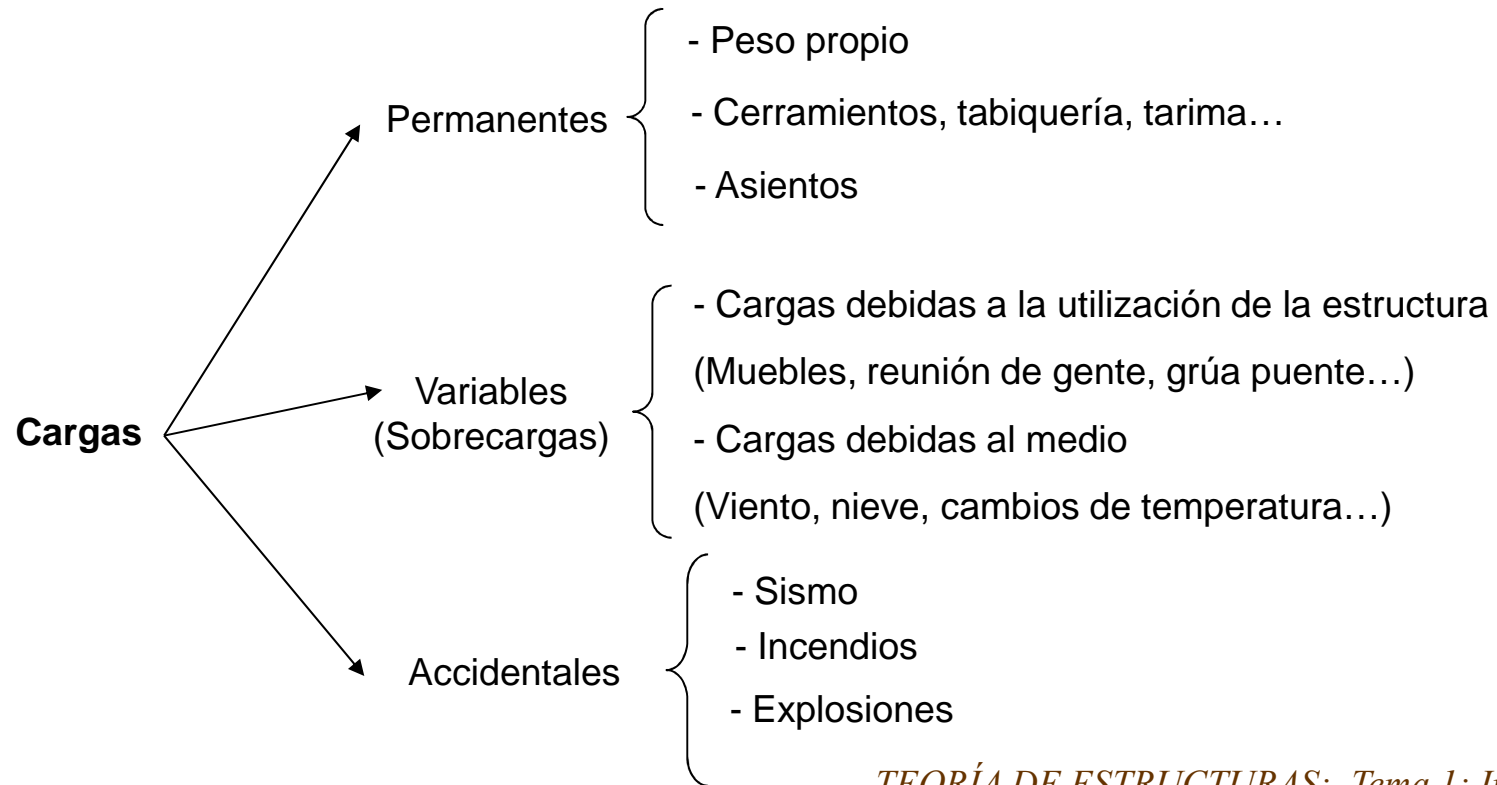 Cargas
Permanentes
- Peso propio
- Cerramientos, tabiquería, tarima…
- Asientos
Variables
(Sobrecargas)
- Cargas debidas a la utilización de la estructura
(Muebles, reunión de gente, grúa puente…)
- Cargas debidas al medio
(Viento, nieve, cambios de temperatura…)
Accidentales
- Sismo
- Incendios
- Explosiones
TEORÍA DE ESTRUCTURAS: Tema 1: